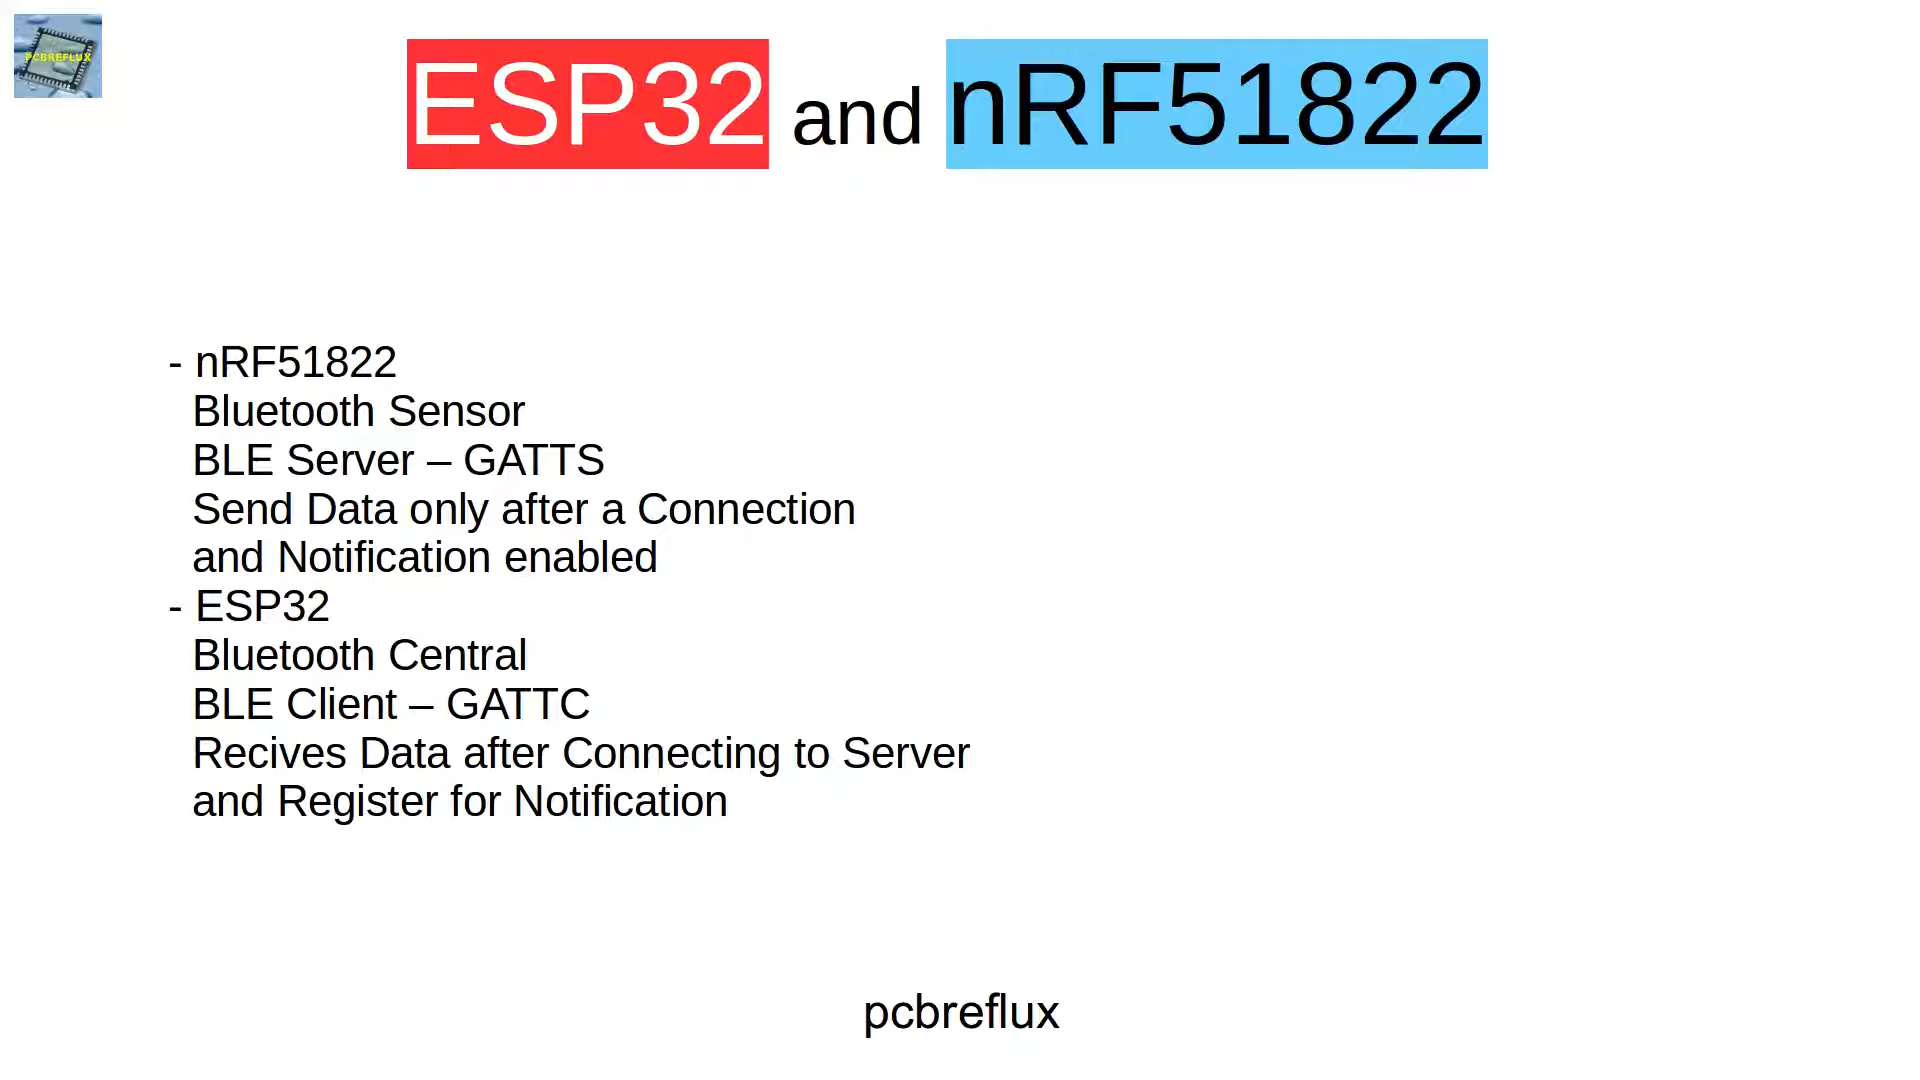 PCBREFLUX
ESP32 and nRF51822
- nRF51822
Bluetooth Sensor
BLE Server – GATTS
Send Data only after a Connection
and Notification enabled
- ESP32
Bluetooth Central
BLE Client – GATTC
Recives Data after Connecting to Server
and Register for Notification
pcbreflux